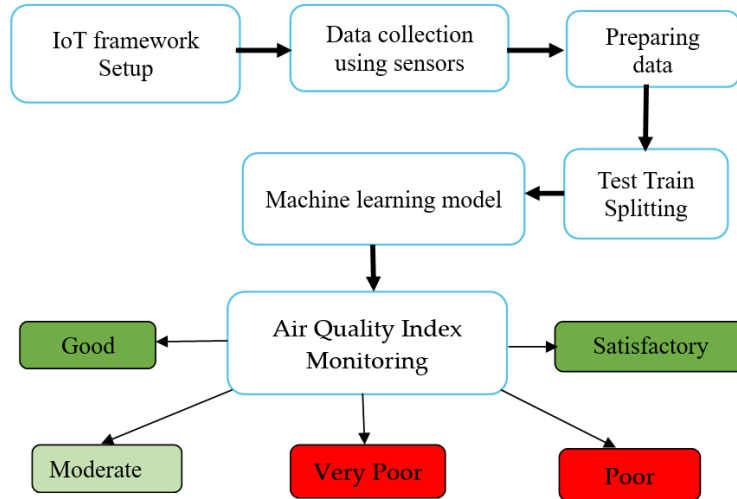 IoT framework
Setup
Data collection
using sensors
Preparing
data
Test Train
Splitting
Machine learning model
Air Quality Index
Monitoring
Good
Satisfactory
Moderate
Very Poor
Poor